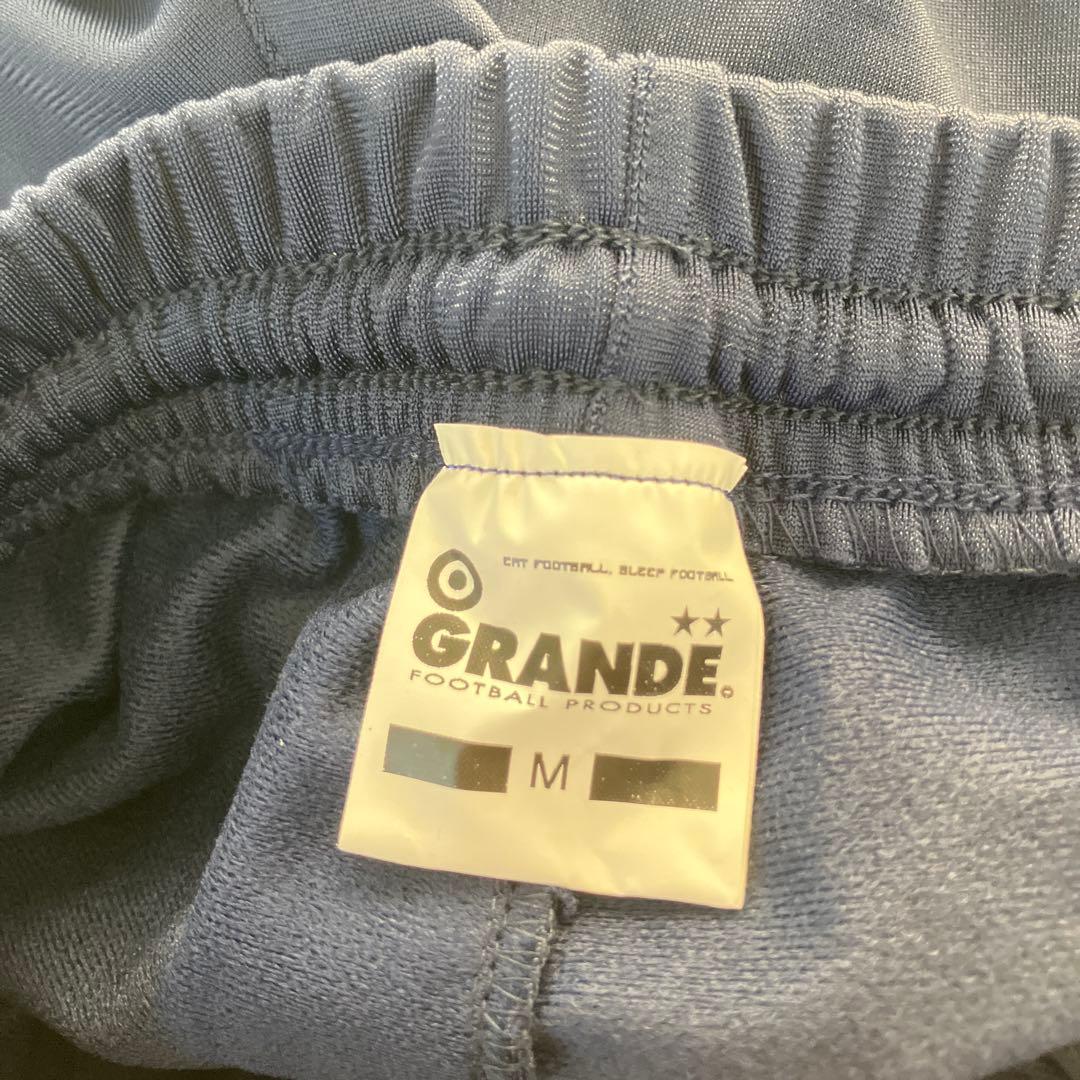 EAT FOOTBALL, SLEEP FOOTBALL
GRANDE
FOOTBALL PRODUCTS
M